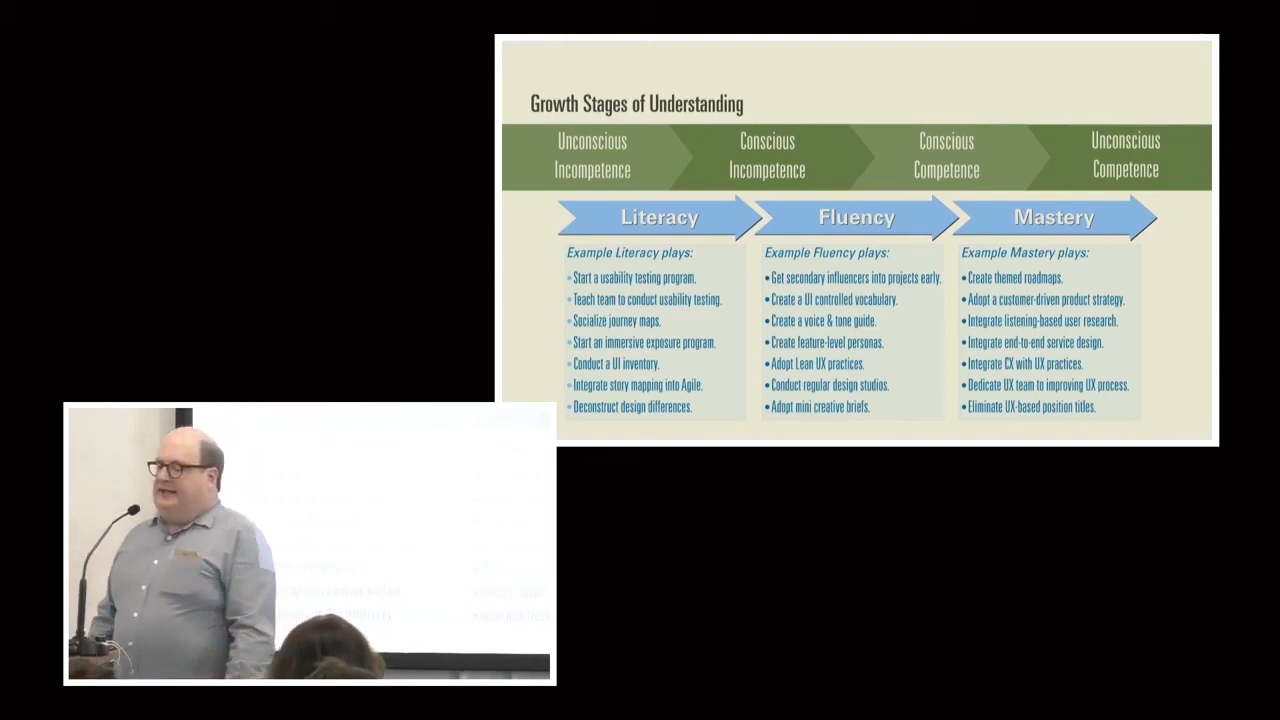 Growth Stages of Understanding
Unconscious
Incompetence
Conscious
Incompetence
Conscious
Competence
Unconscious
Competence
Literacy
Fluency
Mastery
Example Literacy plays:
• Start a usability testing program.
• Teach team to conduct usability testing.
• Socialize journey maps.
• Start an immersive exposure program.
• Conduct a UI inventory.
• Integrate story mapping into Agile.
• Deconstruct design differences.
Example Fluency plays:
• Get secondary influencers into projects early.
• Create a UI controlled vocabulary.
• Create a voice & tone guide.
• Create feature-level personas.
• Adopt Lean UX practices.
• Conduct regular design studios.
• Adopt mini creative briefs.
Example Mastery plays:
• Create themed roadmaps.
• Adopt a customer-driven product strategy.
• Integrate listening-based user research.
• Integrate end-to-end service design.
• Integrate CX with UX practices.
• Dedicate UX team to improving UX process.
• Eliminate UX-based position titles.